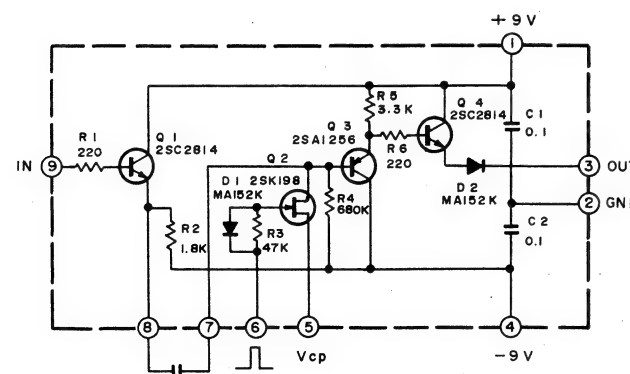 +9V
1
R5
3.3K
Q4
2SC2814
C1
0.1
Q1
2SC2814
R1
220
IN 9
Q3
2SA1256
R6
220
3 OUT
Q2
D1 2SK198
MA152K
D2
MA152K
2
R4
680K
R2
1.8K
R3
47K
C2
0.1
8
7
6
5
4
Vcp
-9V